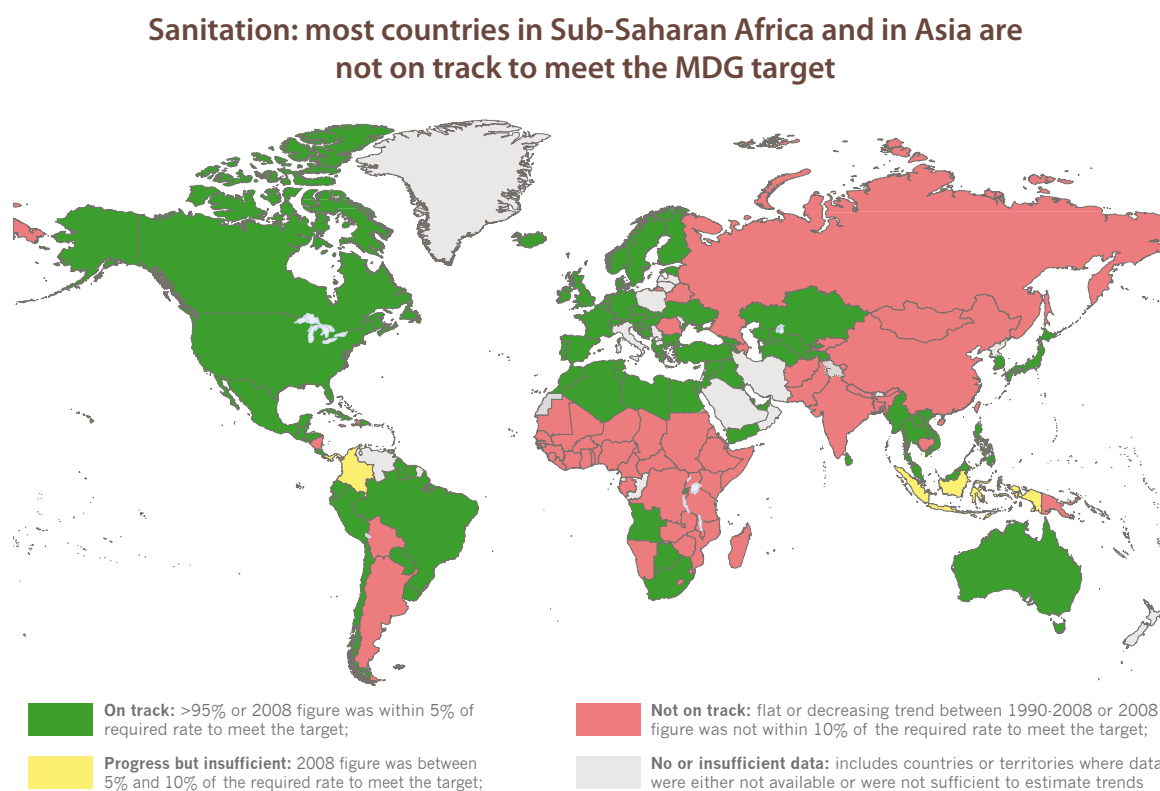 Sanitation: most countries in Sub-Saharan Africa and in Asia are
not on track to meet the MDG target
On track: >95% or 2008 figure was within 5% of
required rate to meet the target;
Progress but insufficient: 2008 figure was between
5% and 10% of the required rate to meet the target;
Not on track: flat or decreasing trend between 1990-2008 or 2008
figure was not within 10% of the required rate to meet the target;
No or insufficient data: includes countries or territories where data
were either not available or were not sufficient to estimate trends